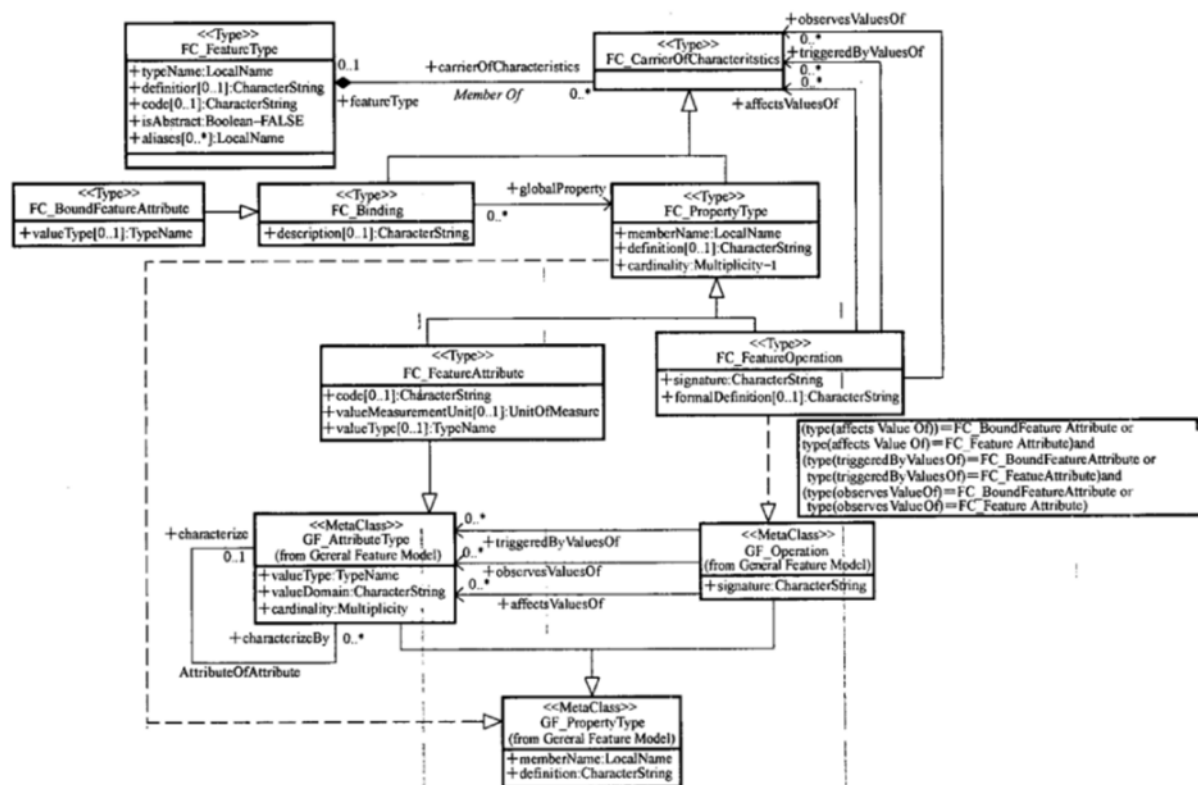 <<Type>>
FC_FeatureType
+typeName:LocalName
+definitior[0..1]:CharacterString
+code[0..1]:CharacterString
+isAbstract:Boolean-FALSE
+aliases[0..*]:LocalName
0..1
+featureType
+carrierOfCharacteristics
Member Of
0..*
<<Type>>
FC_CarrierOfCharacteritstics
+observesValuesOf
0..*
+triggeredByValuesOf
0..*
0..*
+affectsValuesOf
<<Type>>
FC_BoundFeatureAttribute
+valueType[0..1]:TypeName
<<Type>>
FC_Binding
+description[0..1]:CharacterString
+globalProperty
0..*
<<Type>>
FC_PropertyType
+memberName:LocalName
+definition[0..1]:CharacterString
+cardinality:Multiplicity-1
<<Type>>
FC_FeatureAttribute
+code[0..1]:CharacterString
+valueMeasurementUnit[0..1]:UnitOfMeasure
+valueType[0..1]:TypeName
<<Type>>
FC_FeatureOperation
+signature:CharacterString
+formalDefinition[0..1]:CharacterString
(type(affects Value Of))=FC_BoundFeature Attribute or
type(affects Value Of)=FC_Feature Attribute)and
(type(triggeredByValuesOf)=FC_BoundFeatureAttribute or
type(triggeredByValuesOf)=FC_FeatueAttribute)and
(type(observesValueOf)=FC_BoundFeatureAttribute or
type(observesValueOf)=FC_Feature Attribute)
+characterize
0..1
<<MetaClass>>
GF_AttributeType
(from Gereral Feature Model)
+valueType:TypeName
+valueDomain:CharacterString
+cardinality:Multiplicity
+characterizeBy
0..*
AttributeOfAttribute
0..*
+triggeredByValuesOf
0..*
+observesValuesOf
0..*
+affectsValuesOf
<<MetaClass>>
GF_Operation
(from Gereral Feature Model)
+signature:CharacterString
<<MetaClass>>
GF_PropertyType
(from Gereral Feature Model)
+memberName:LocalName
+definition:CharacterString